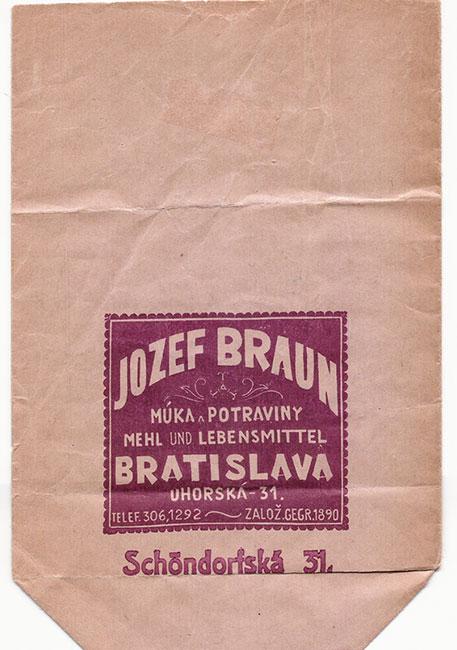 JOZEF BRAUN
MÚKA A POTRAVINY
MEHL UND LEBENSMITTEL
BRATISLAVA
UHORSKÁ-31.
TELEF. 306,1292 ZALOŽ.GEGR.1890
Schöndorfská 31.